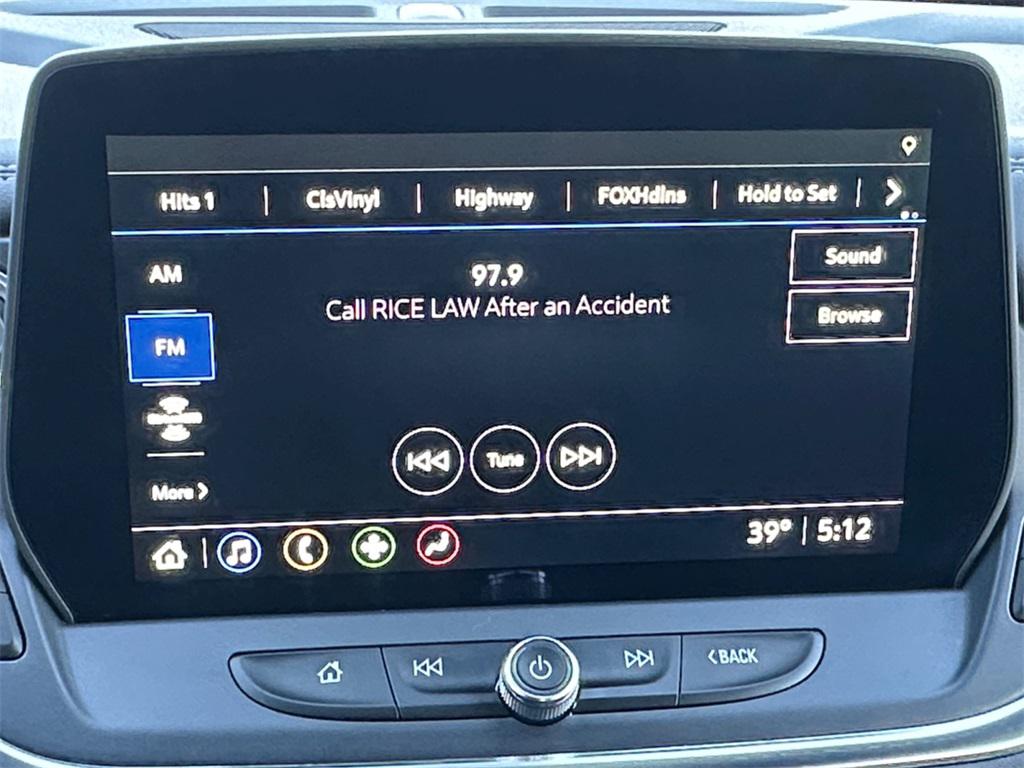 Hits 1 | ClsVinyl | Highway | FOXHdlns | Hold to Set |
AM
97.9
Sound
Call RICE LAW After an Accident
Browse
FM
Tune
More
39° | 5:12
BACK